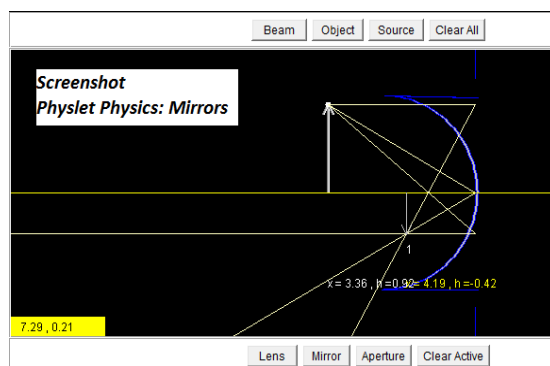 Beam Object Source Clear All
Screenshot
Physlet Physics: Mirrors
1
x = 3.36 , h=0.92
x= 4.19 , h=-0.42
7.29 , 0.21
Lens Mirror Aperture Clear Active